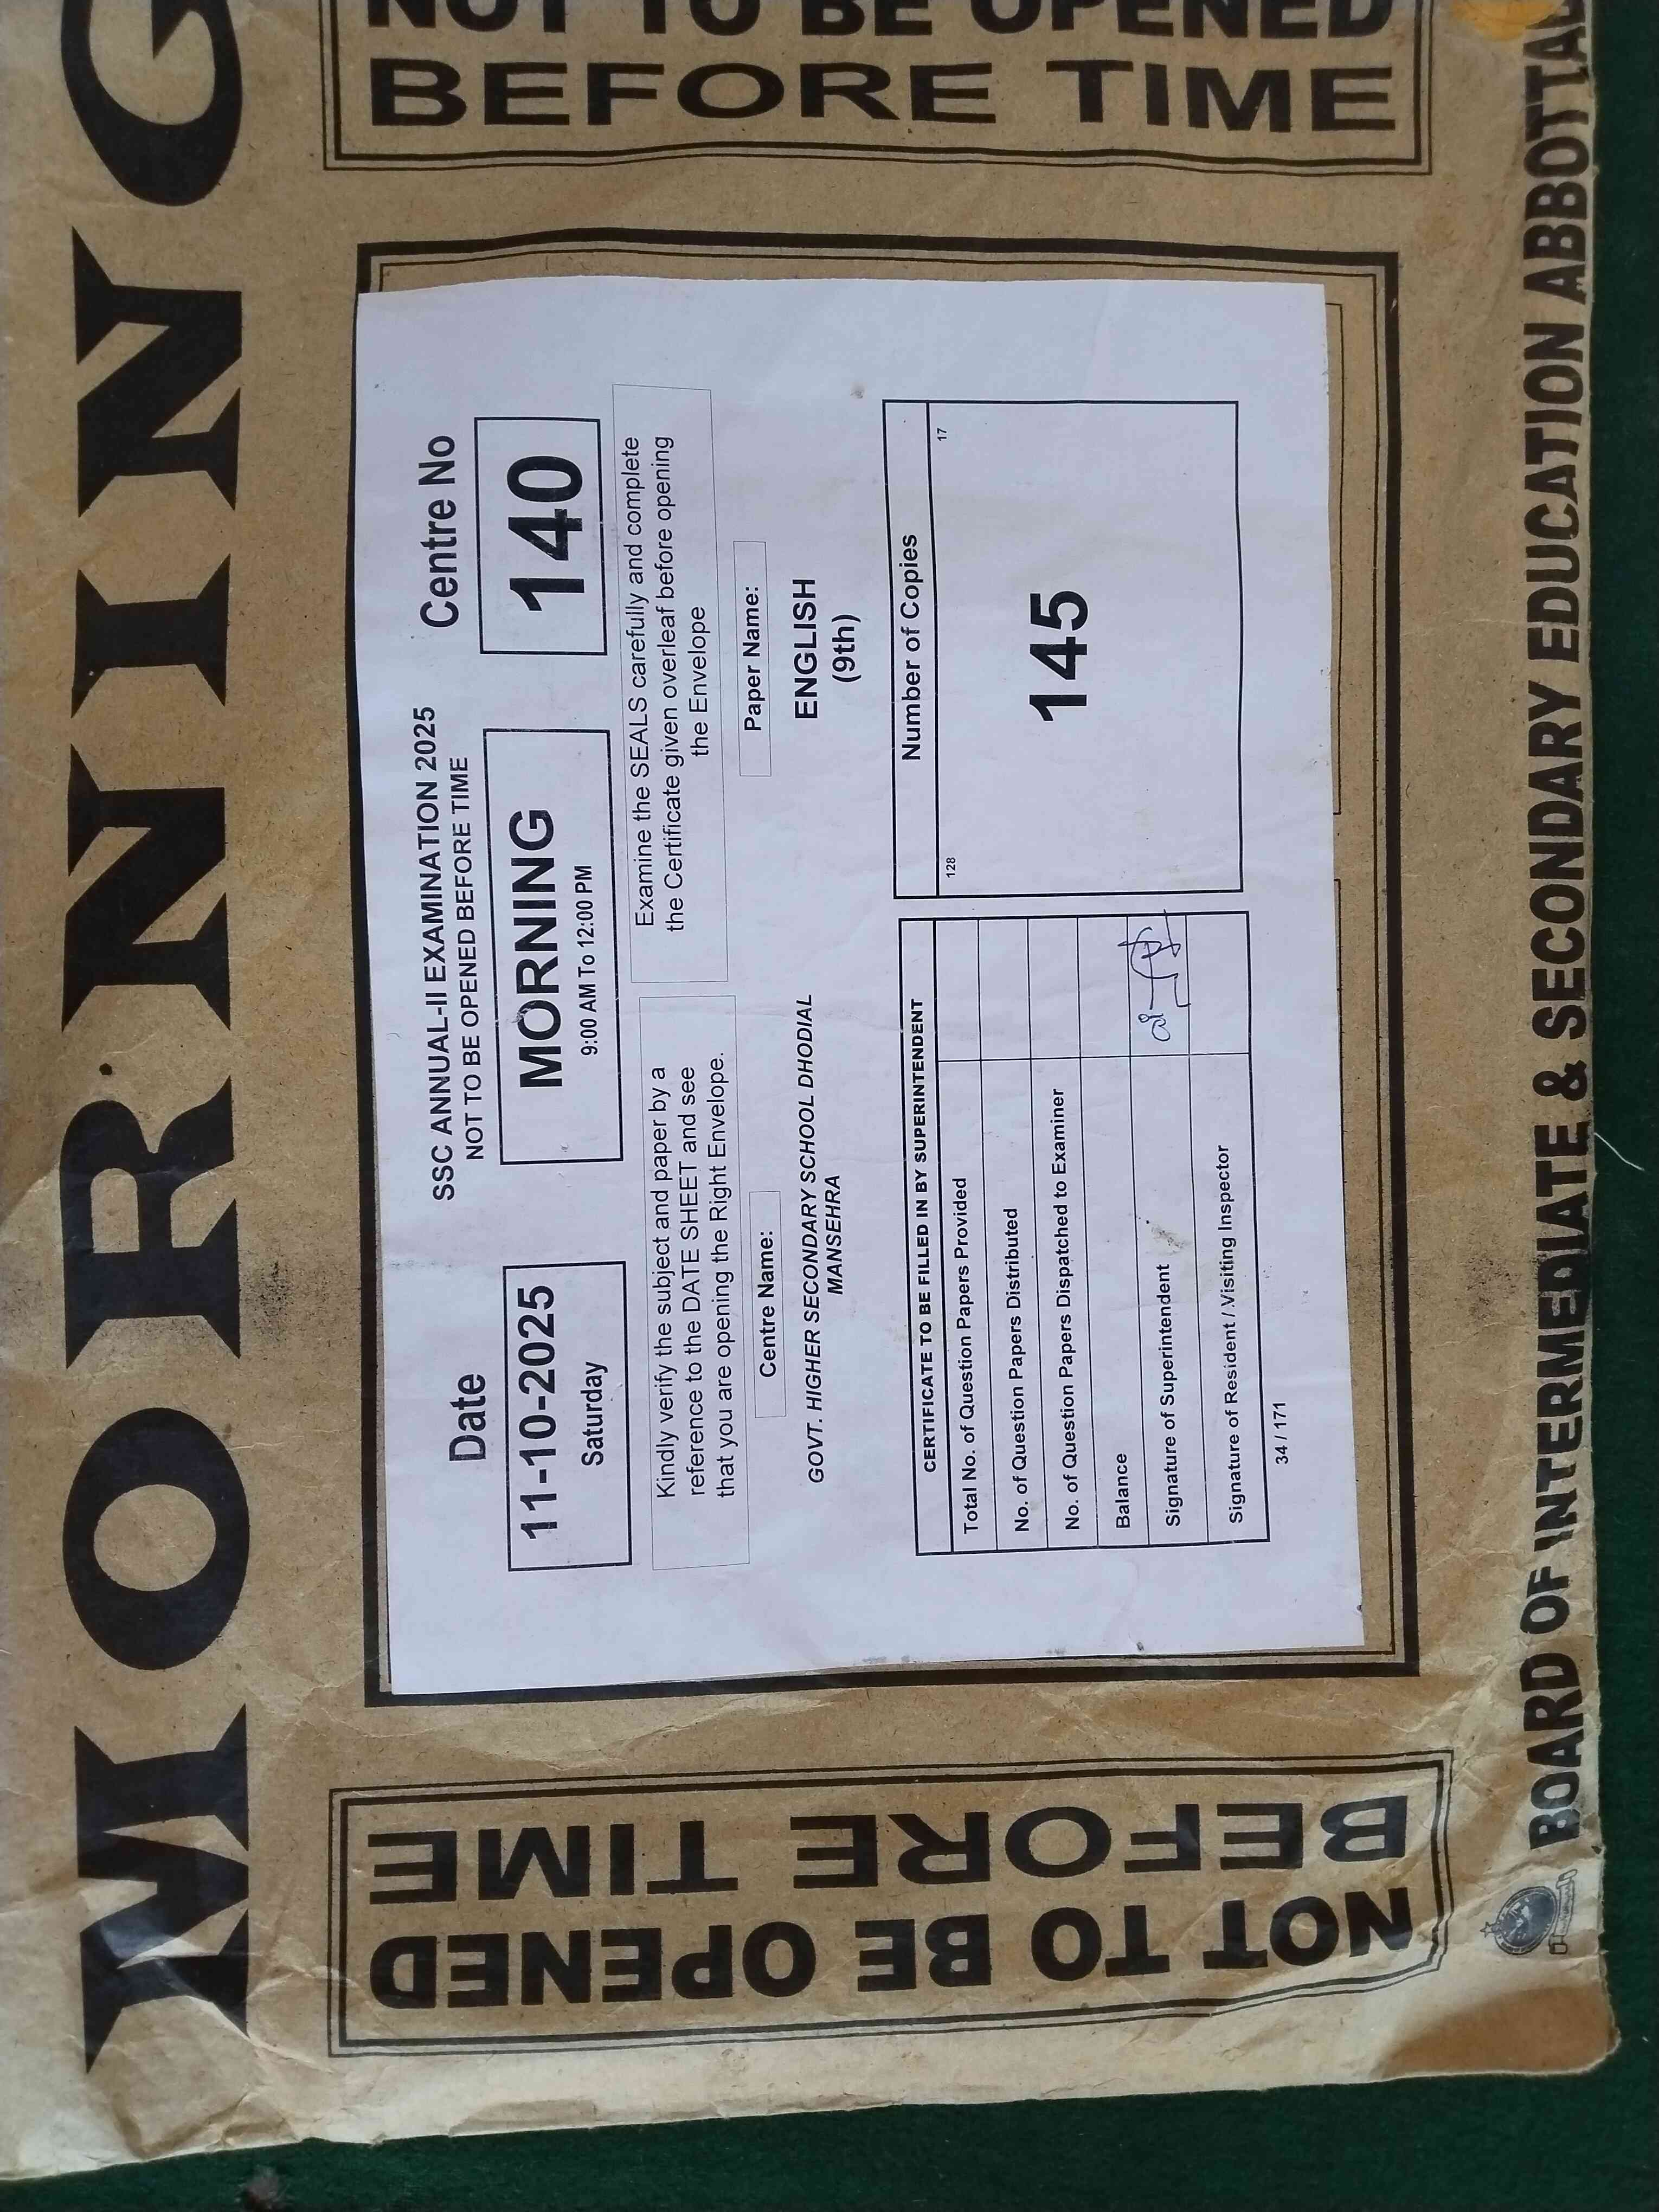 MORNING
NOT TO BE OPENED
BEFORE TIME
SSC ANNUAL-II EXAMINATION 2025
NOT TO BE OPENED BEFORE TIME
Date
11-10-2025
Saturday
MORNING
9:00 AM To 12:00 PM
Centre No
140
Kindly verify the subject and paper by a
reference to the DATE SHEET and see
that you are opening the Right Envelope.
Examine the SEALS carefully and complete
the Certificate given overleaf before opening
the Envelope
Centre Name:
GOVT. HIGHER SECONDARY SCHOOL DHODIAL
MANSEHRA
Paper Name:
ENGLISH
(9th)
CERTIFICATE TO BE FILLED IN BY SUPERINTENDENT
Total No. of Question Papers Provided
No. of Question Papers Distributed
No. of Question Papers Dispatched to Examiner
Balance
Signature of Superintendent
Signature of Resident / Visiting Inspector
34 / 171
Number of Copies
128
17
145
NOT TO BE OPENED
BEFORE TIME
BOARD OF INTERMEDIATE & SECONDARY EDUCATION ABBOTTA